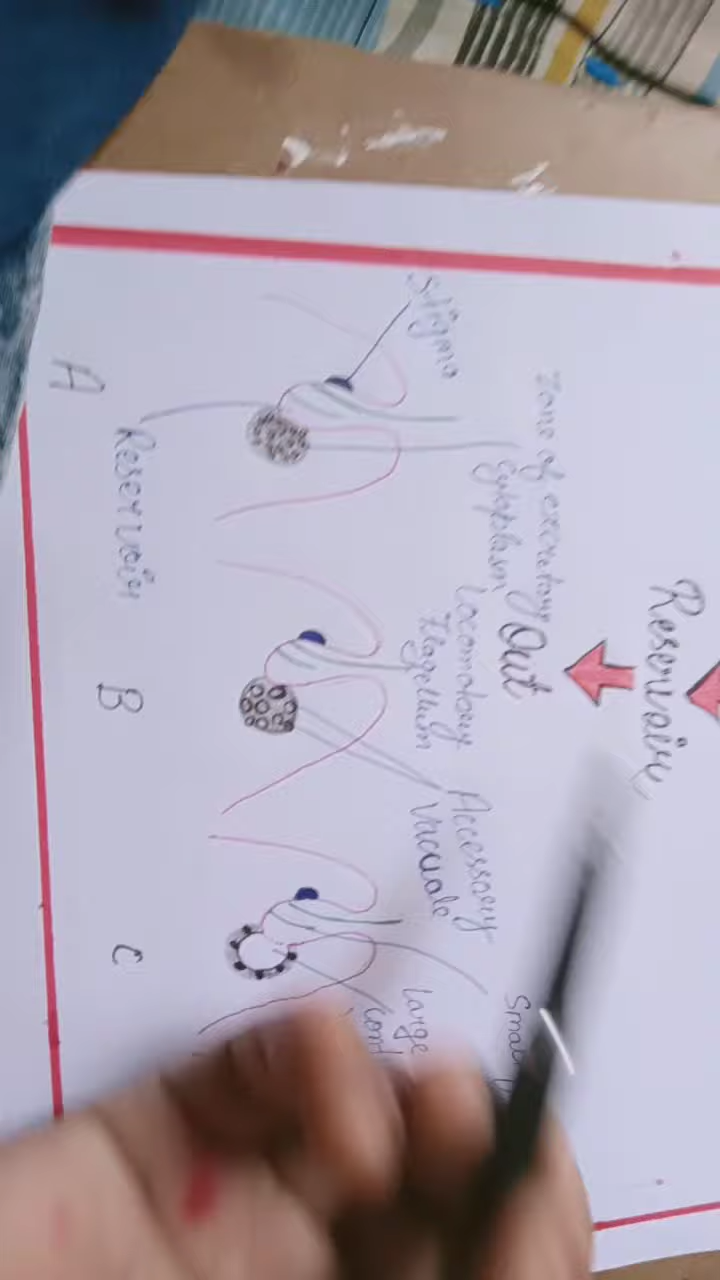 Reservoir
Out
Zone of excretory
Cytoplasm
Stigma
Locomotory
Flagellum
Accessory
Vacuole
Large
Reservoir
A
B
C